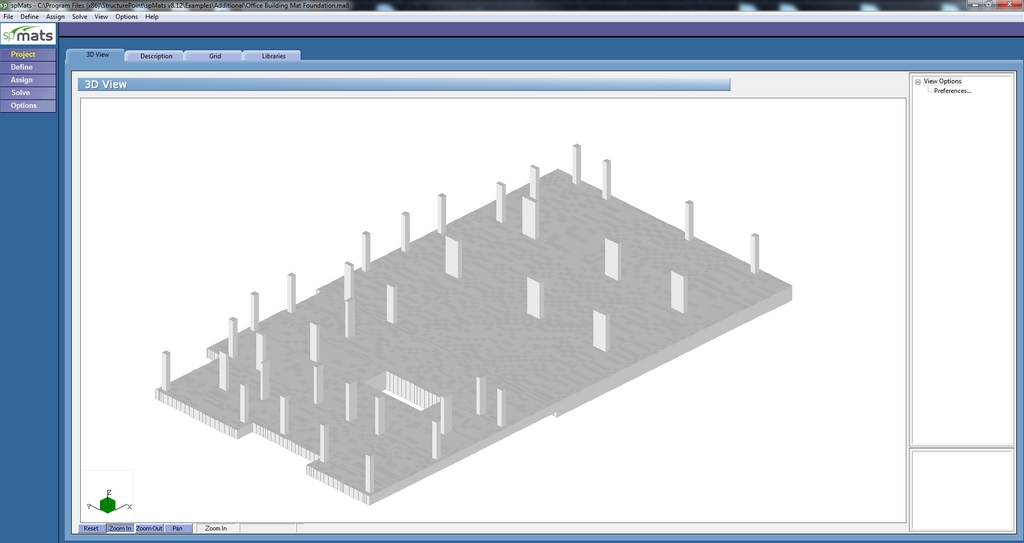 sp spMats - C:\Program Files (x86)\StructurePoint\spMats v8.12\Examples\Additional\Office Building Mat Foundation.ma8
File Define Assign Solve View Options Help
spmats
3D View Description Grid Libraries
Project
Define
Assign
Solve
Options
3D View
View Options
Preferences...
Z
Y X
Reset Zoom In Zoom Out Pan Zoom In